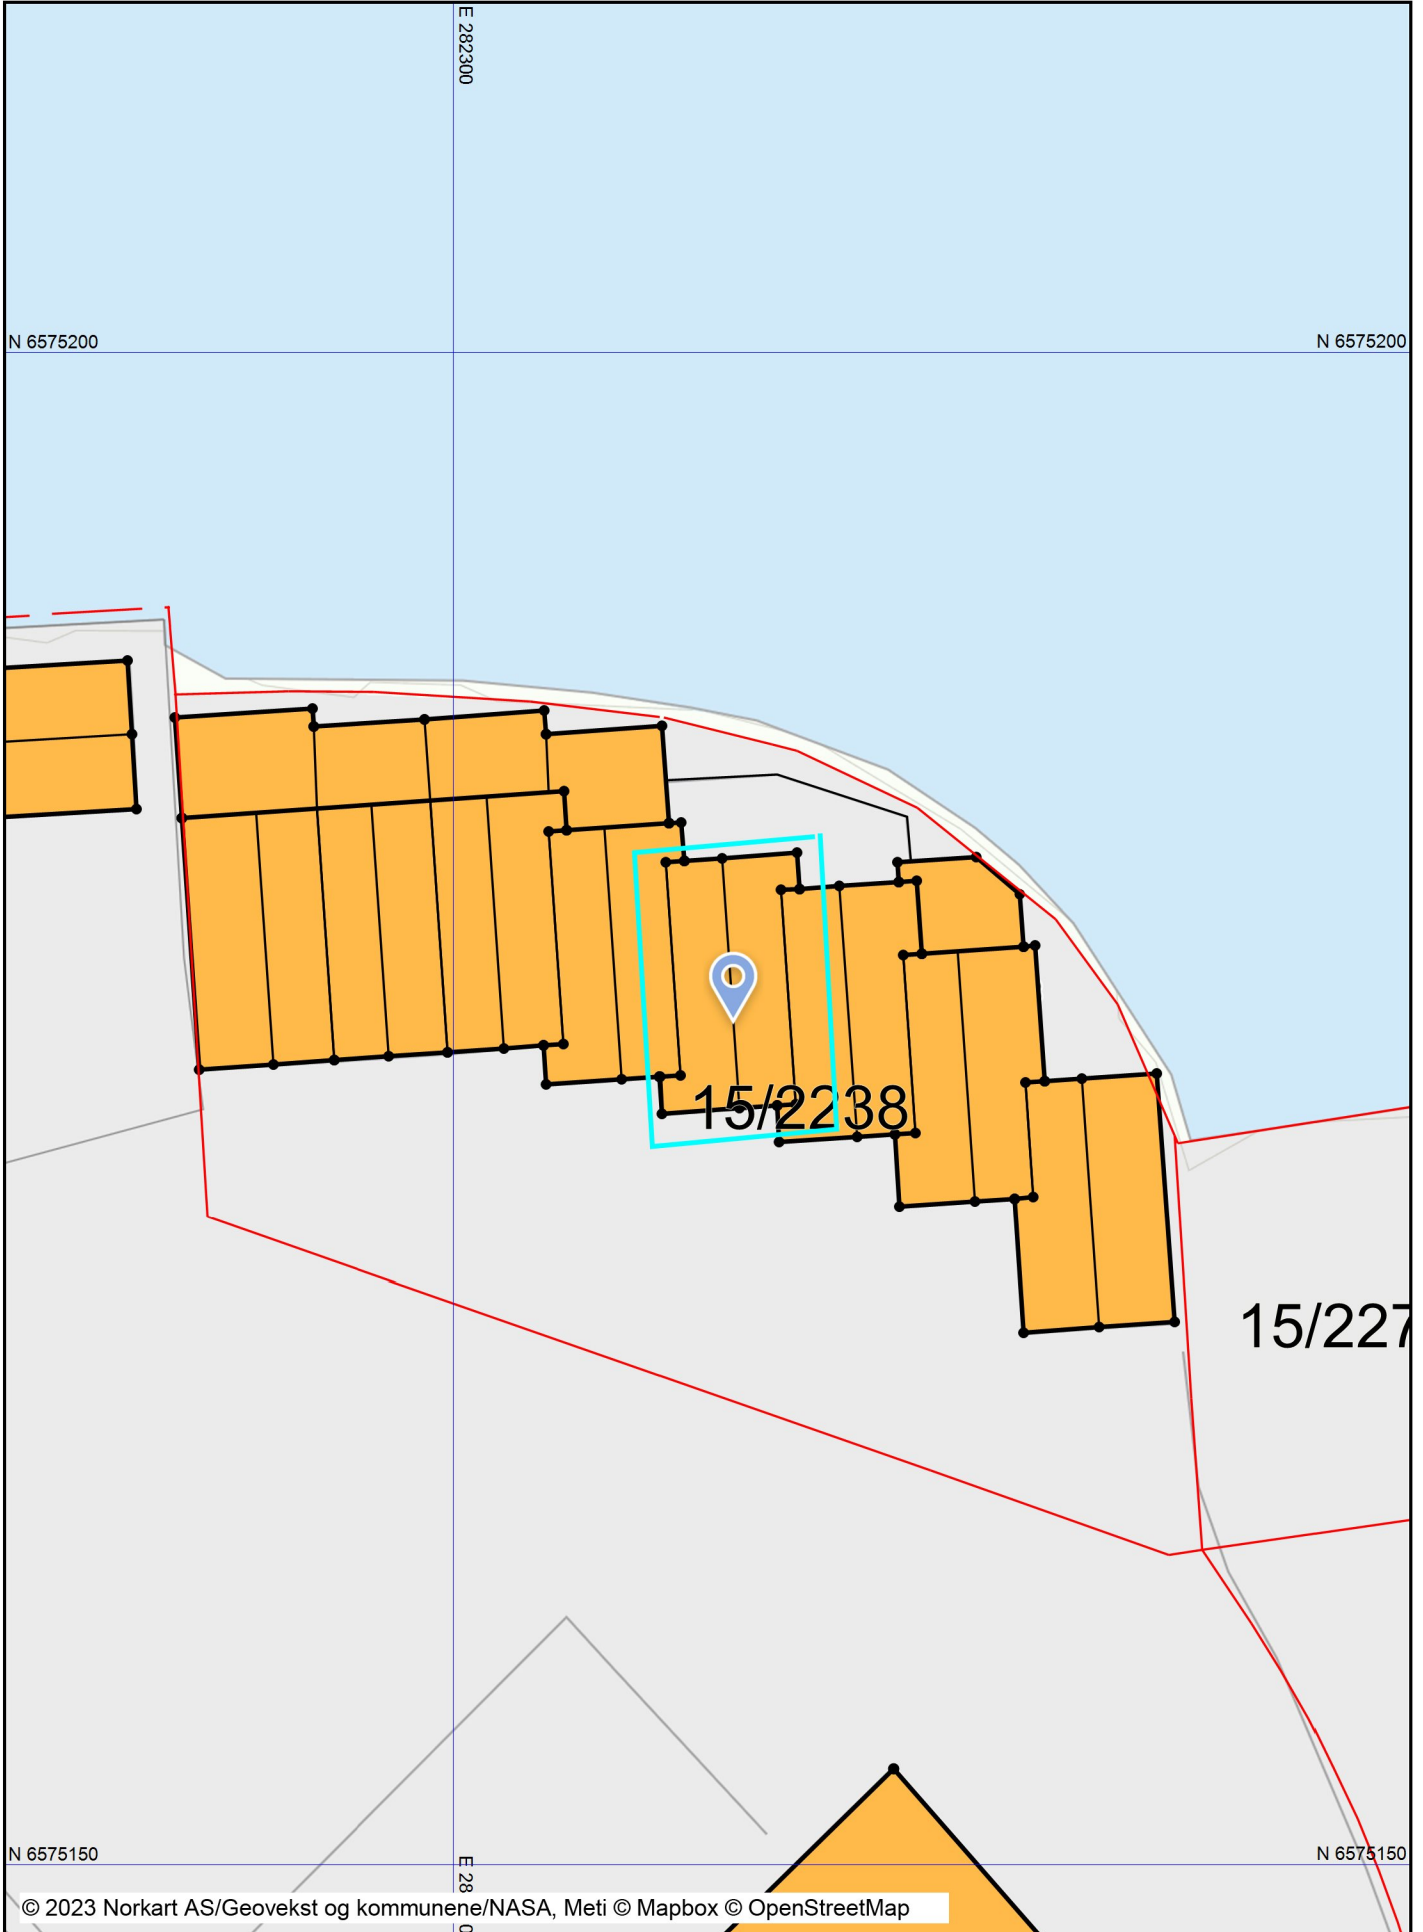 E 282300
N 6575200
N 6575200
15/2238
15/227
N 6575150
N 6575150
E 28
© 2023 Norkart AS/Geovekst og kommunene/NASA, Meti © Mapbox © OpenStreetMap